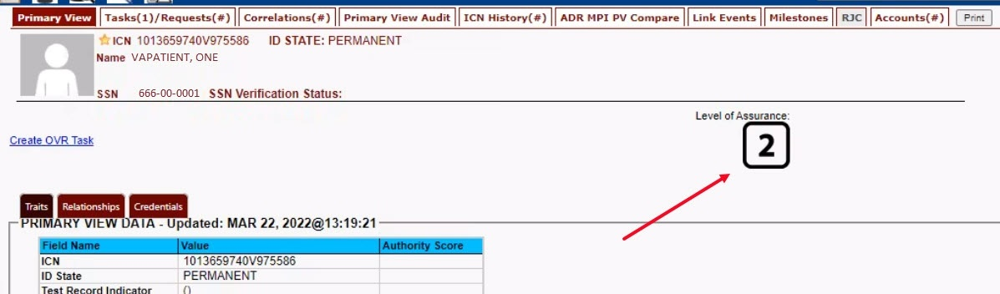 Primary View Tasks(1)/Requests(#) Correlations(#) Primary View Audit ICN History(#) ADR MPI PV Compare Link Events Milestones RJC Accounts(#) Print
ICN 1013659740V975586 ID STATE: PERMANENT
Name VAPATIENT, ONE
SSN 666-00-0001 SSN Verification Status:
Level of Assurance:
2
Create OVR Task
Traits Relationships Credentials
PRIMARY VIEW DATA - Updated: MAR 22, 2022@13:19:21
Field Name Value Authority Score
ICN 1013659740V975586
ID State PERMANENT
Test Record Indicator ()